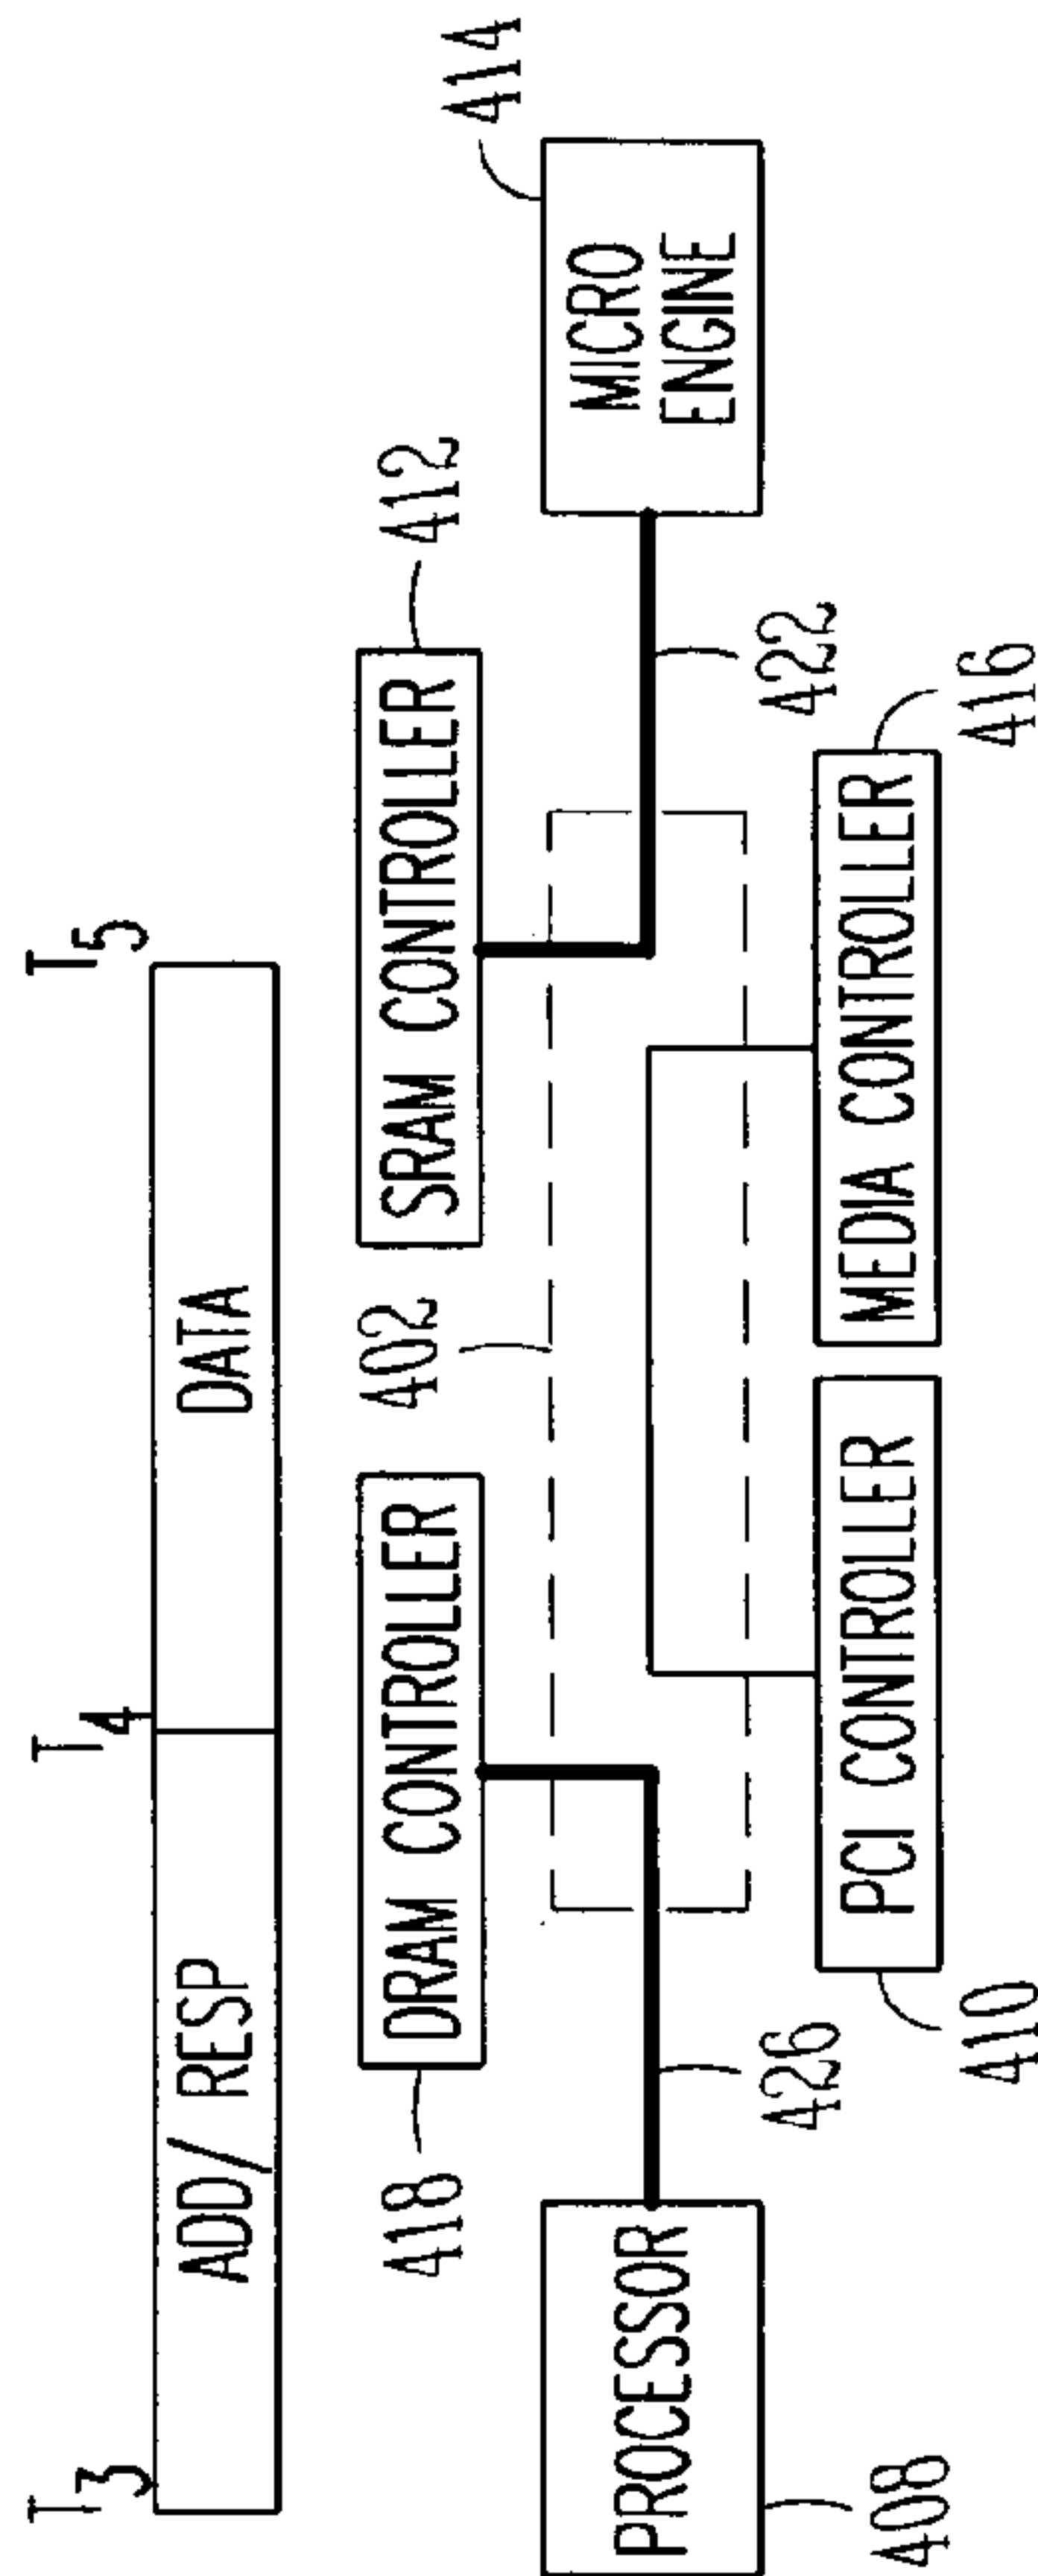 T3
T4
T5
ADD/ RESP
DATA
418
DRAM CONTROLLER
402
SRAM CONTROLLER
412
414
PROCESSOR
MICRO
ENGINE
408
426
422
PCI CONTROLLER
MEDIA CONTROLLER
410
416